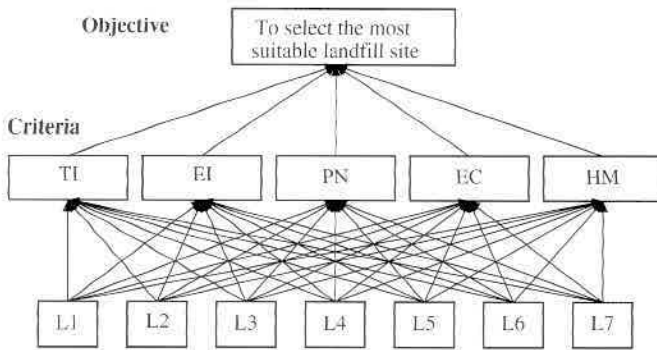 Objective
To select the most
suitable landfill site
Criteria
TI EI PN EC HM
L1 L2 L3 L4 L5 L6 L7